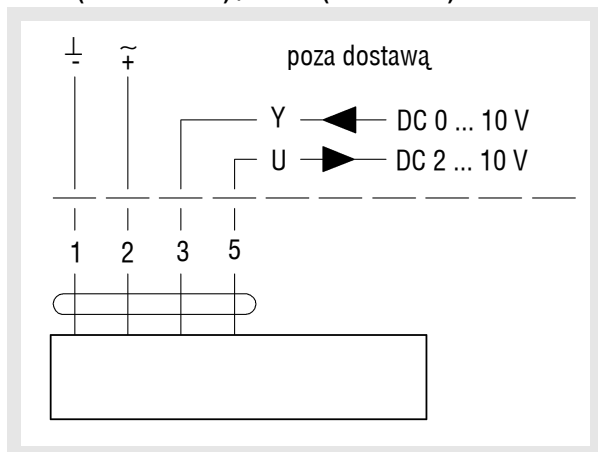 ⊥ ~
- + poza dostawą
Y DC 0 ... 10 V
U DC 2 ... 10 V
1 2 3 5